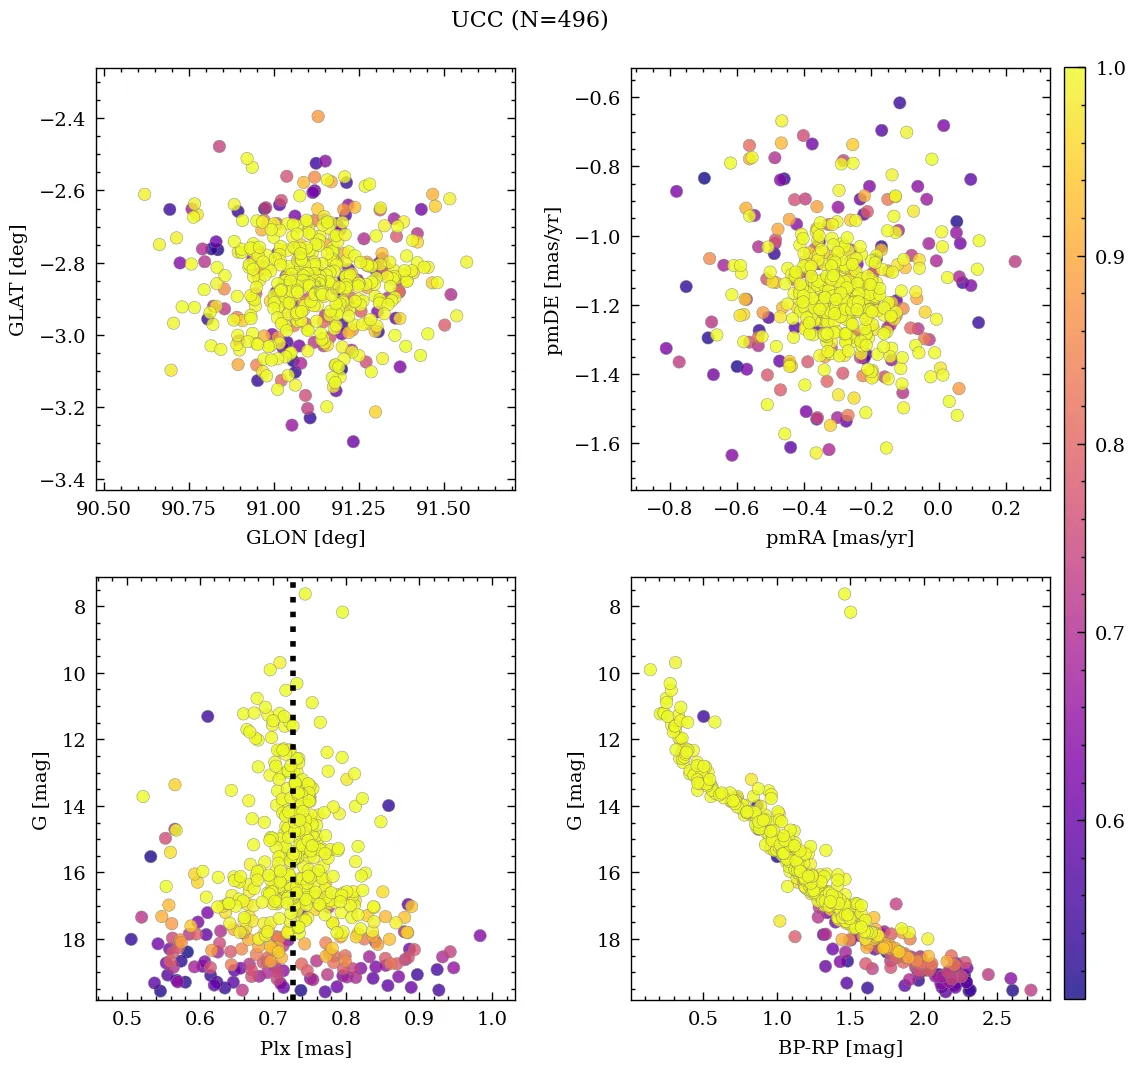 UCC (N=496)
−2.4
−2.6
−2.8
−3.0
−3.2
−3.4
GLAT [deg]
90.50 90.75 91.00 91.25 91.50
GLON [deg]
−0.6
−0.8
−1.0
−1.2
−1.4
−1.6
pmDE [mas/yr]
−0.8 −0.6 −0.4 −0.2 0.0 0.2
pmRA [mas/yr]
1.0
0.9
0.8
0.7
0.6
8
10
12
14
16
18
G [mag]
0.5 0.6 0.7 0.8 0.9 1.0
Plx [mas]
8
10
12
14
16
18
G [mag]
0.5 1.0 1.5 2.0 2.5
BP-RP [mag]